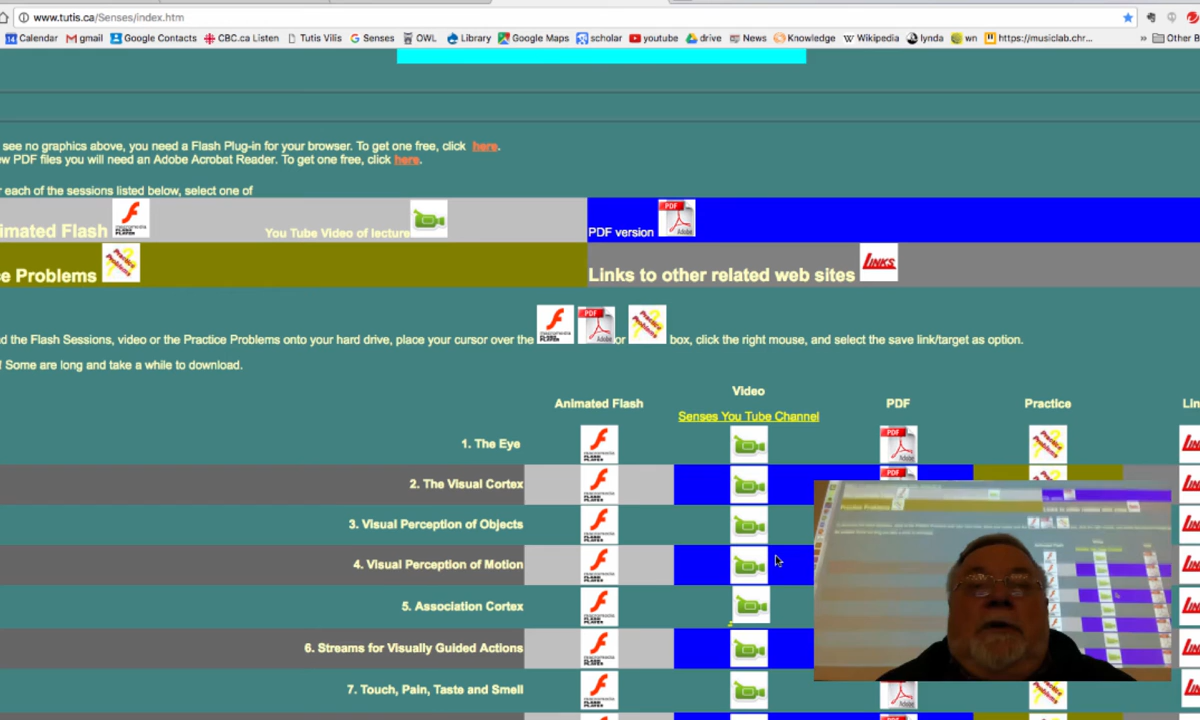 www.tutis.ca/Senses/index.htm
Calendar gmail Google Contacts CBC.ca Listen Tutis Vilis Senses OWL Library Google Maps scholar youtube drive News Knowledge Wikipedia lynda wn https://musiclab.chr... » Other B
see no graphics above, you need a Flash Plug-in for your browser. To get one free, click here.
ew PDF files you will need an Adobe Acrobat Reader. To get one free, click here.
r each of the sessions listed below, select one of
imated Flash You Tube Video of lecture PDF version
e Problems Links to other related web sites LINKS
d the Flash Sessions, video or the Practice Problems onto your hard drive, place your cursor over the or box, click the right mouse, and select the save link/target as option.
! Some are long and take a while to download.
Video
Animated Flash Senses You Tube Channel PDF Practice Lin
1. The Eye
2. The Visual Cortex
3. Visual Perception of Objects
4. Visual Perception of Motion
5. Association Cortex
6. Streams for Visually Guided Actions
7. Touch, Pain, Taste and Smell